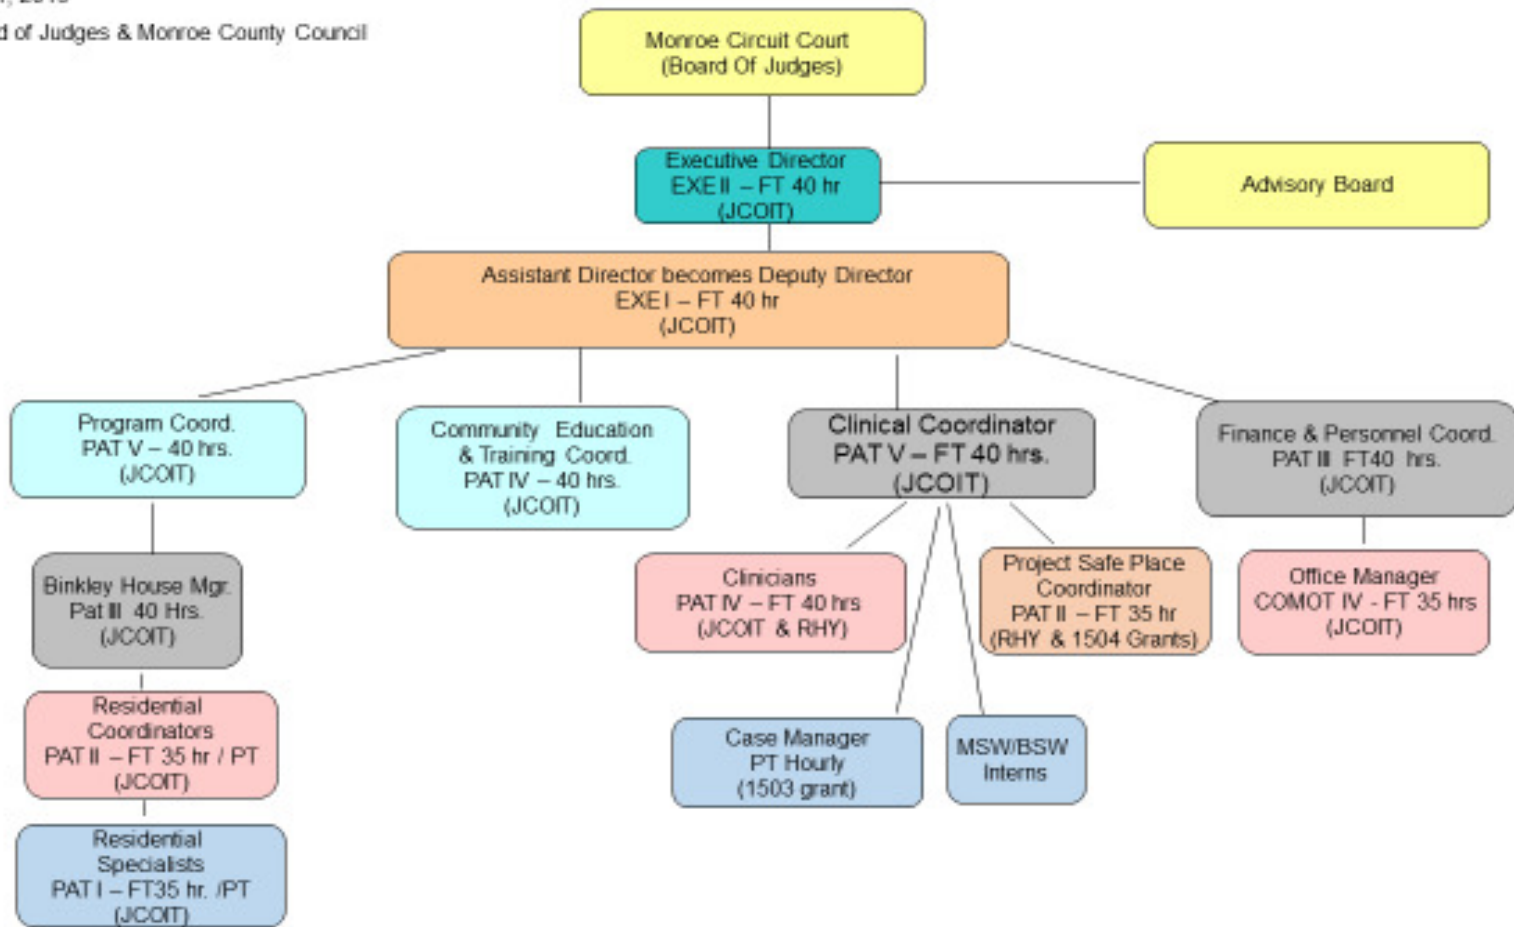 d of Judges & Monroe County Council
Monroe Circuit Court
(Board Of Judges)
Executive Director
EXE II – FT 40 hr
(JCOIT)
Advisory Board
Assistant Director becomes Deputy Director
EXE I – FT 40 hr
(JCOIT)
Program Coord.
PAT V – 40 hrs.
(JCOIT)
Community Education
& Training Coord.
PAT IV – 40 hrs.
(JCOIT)
Clinical Coordinator
PAT V – FT 40 hrs.
(JCOIT)
Finance & Personnel Coord.
PAT III FT40 hrs.
(JCOIT)
Binkley House Mgr.
Pat III 40 Hrs.
(JCOIT)
Clinicians
PAT IV – FT 40 hrs
(JCOIT & RHY)
Project Safe Place
Coordinator
PAT II – FT 35 hr
(RHY & 1504 Grants)
Office Manager
COMOT IV - FT 35 hrs
(JCOIT)
Residential
Coordinators
PAT II – FT 35 hr / PT
(JCOIT)
Case Manager
PT Hourly
(1503 grant)
MSW/BSW
Interns
Residential
Specialists
PAT I – FT35 hr. /PT
(JCOIT)